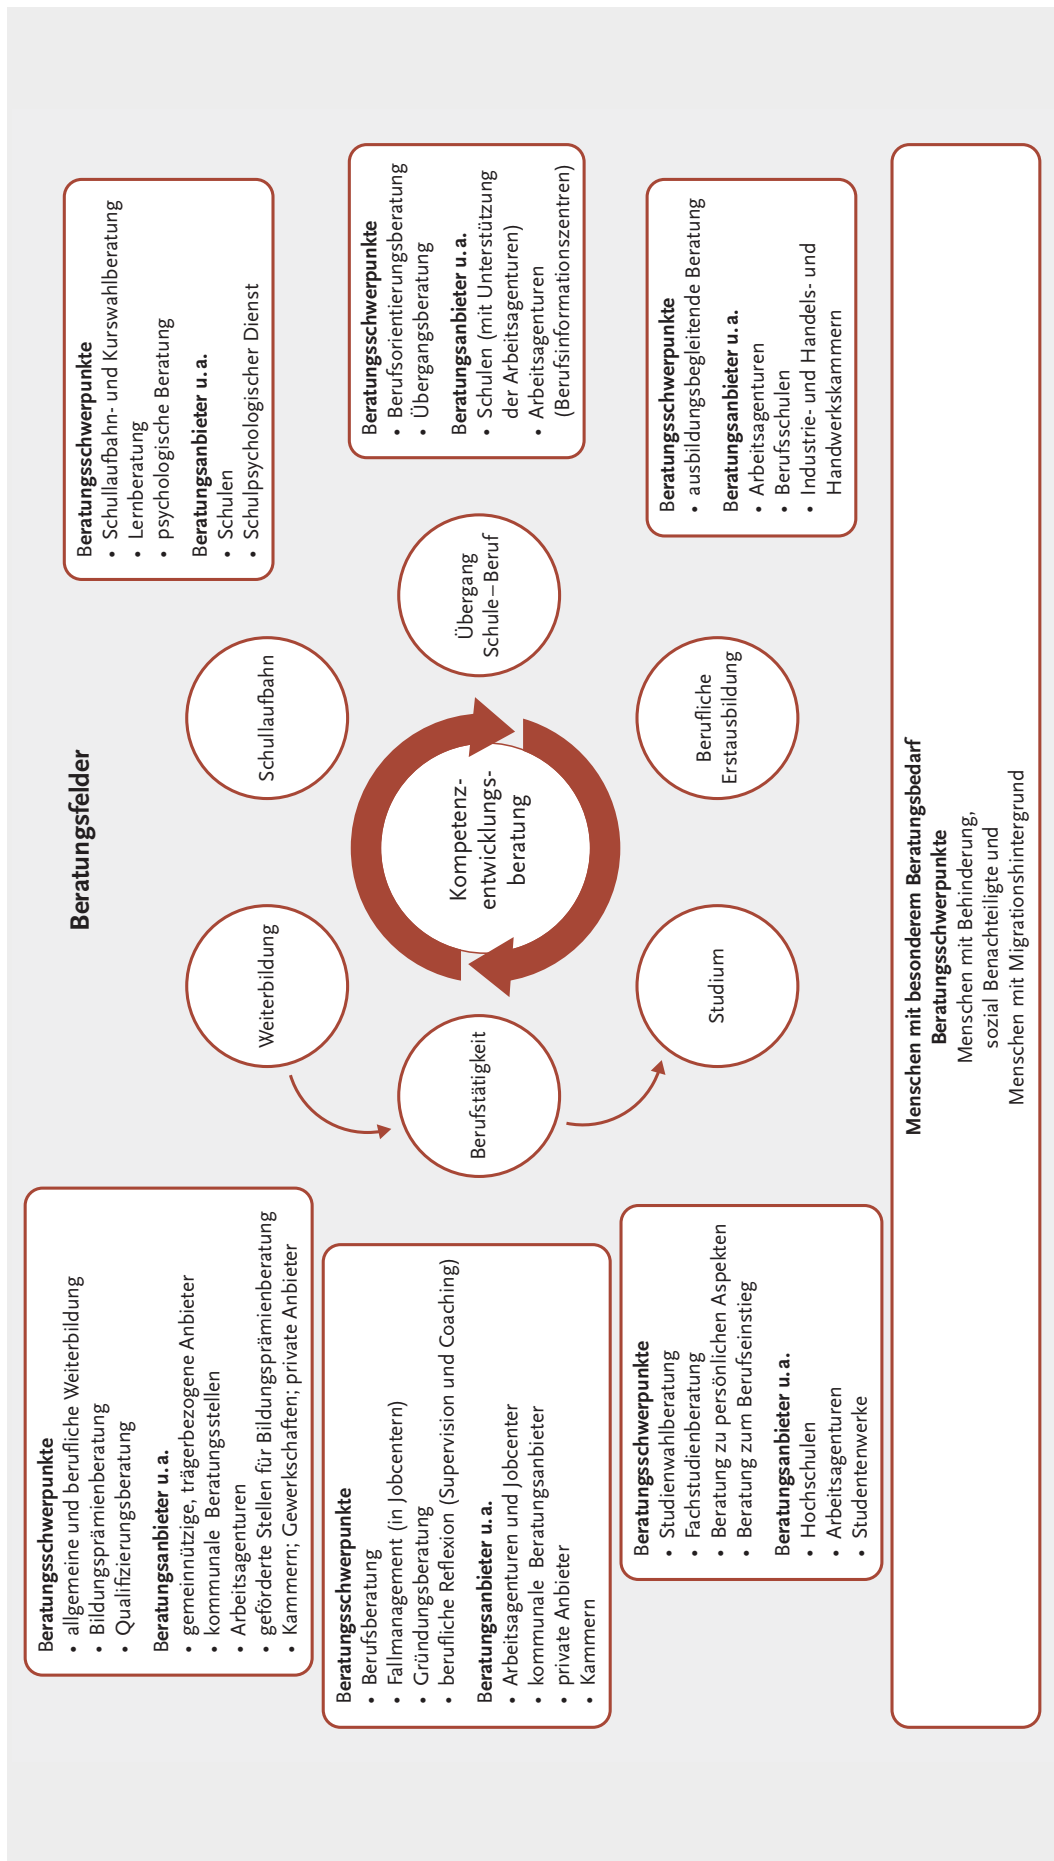 Beratungsfelder
Beratungsschwerpunkte
• allgemeine und berufliche Weiterbildung
• Bildungsprämienberatung
• Qualifizierungsberatung
Beratungsanbieter u. a.
• gemeinnützige, trägerbezogene Anbieter
• kommunale Beratungsstellen
• Arbeitsagenturen
• geförderte Stellen für Bildungsprämienberatung
• Kammern; Gewerkschaften; private Anbieter
Weiterbildung
Schullaufbahn
Beratungsschwerpunkte
• Schullaufbahn- und Kurswahlberatung
• Lernberatung
• psychologische Beratung
Beratungsanbieter u. a.
• Schulen
• Schulpsychologischer Dienst
Beratungsschwerpunkte
• Berufsberatung
• Fallmanagement (in Jobcentern)
• Gründungsberatung
• berufliche Reflexion (Supervision und Coaching)
Beratungsanbieter u. a.
• Arbeitsagenturen und Jobcenter
• kommunale Beratungsanbieter
• private Anbieter
• Kammern
Berufstätigkeit
Kompetenz-
entwicklungs-
beratung
Übergang
Schule – Beruf
Beratungsschwerpunkte
• Berufsorientierungsberatung
• Übergangsberatung
Beratungsanbieter u. a.
• Schulen (mit Unterstützung
der Arbeitsagenturen)
• Arbeitsagenturen
(Berufsinformationszentren)
Beratungsschwerpunkte
• Studienwahlberatung
• Fachstudienberatung
• Beratung zu persönlichen Aspekten
• Beratung zum Berufseinstieg
Beratungsanbieter u. a.
• Hochschulen
• Arbeitsagenturen
• Studentenwerke
Studium
Berufliche
Erstausbildung
Beratungsschwerpunkte
• ausbildungsbegleitende Beratung
Beratungsanbieter u. a.
• Arbeitsagenturen
• Berufsschulen
• Industrie- und Handels- und
Handwerkskammern
Menschen mit besonderem Beratungsbedarf
Beratungsschwerpunkte
Menschen mit Behinderung,
sozial Benachteiligte und
Menschen mit Migrationshintergrund